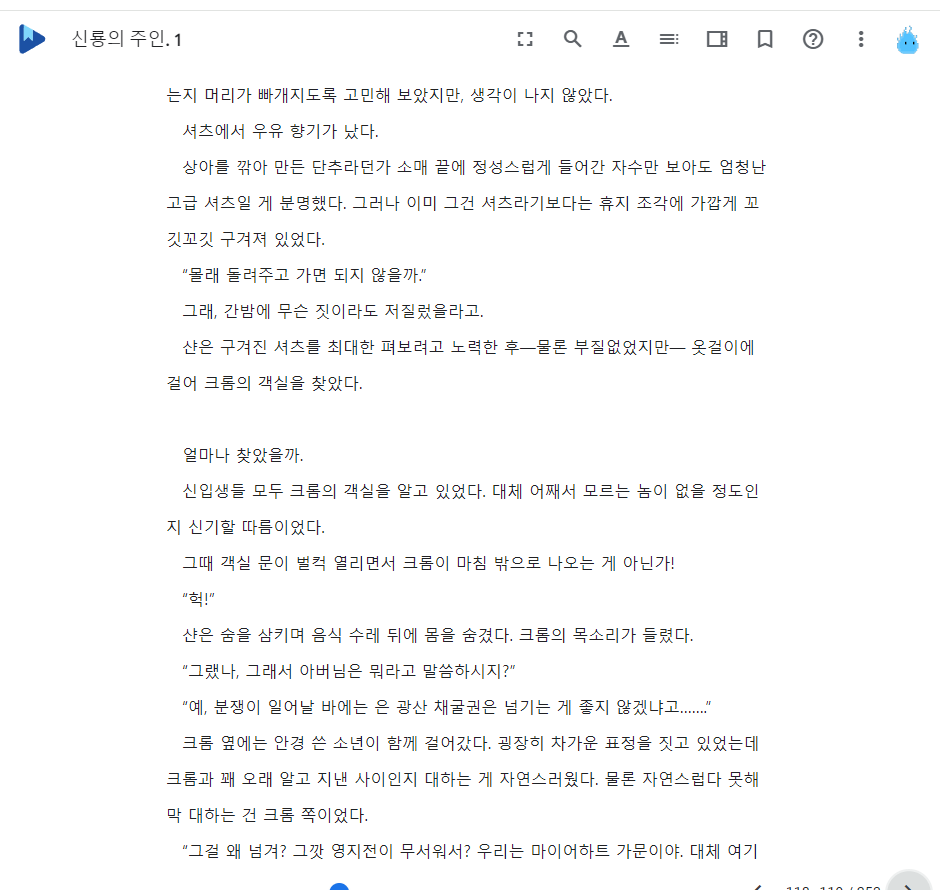 신룡의 주인. 1
는지 머리가 빠개지도록 고민해 보았지만, 생각이 나지 않았다.
셔츠에서 우유 향기가 났다.
상아를 깎아 만든 단추라던가 소매 끝에 정성스럽게 들어간 자수만 보아도 엄청난
고급 셔츠일 게 분명했다. 그러나 이미 그건 셔츠라기보다는 휴지 조각에 가깝게 꼬
깃꼬깃 구겨져 있었다.
“몰래 돌려주고 가면 되지 않을까.”
그래, 간밤에 무슨 짓이라도 저질렀을라고.
샨은 구겨진 셔츠를 최대한 펴보려고 노력한 후―물론 부질없었지만― 옷걸이에
걸어 크롬의 객실을 찾았다.
얼마나 찾았을까.
신입생들 모두 크롬의 객실을 알고 있었다. 대체 어째서 모르는 놈이 없을 정도인
지 신기할 따름이었다.
그때 객실 문이 벌컥 열리면서 크롬이 마침 밖으로 나오는 게 아닌가!
“헉!”
샨은 숨을 삼키며 음식 수레 뒤에 몸을 숨겼다. 크롬의 목소리가 들렸다.
“그랬나, 그래서 아버님은 뭐라고 말씀하시지?”
“예, 분쟁이 일어날 바에는 은 광산 채굴권은 넘기는 게 좋지 않겠냐고…….”
크롬 옆에는 안경 쓴 소년이 함께 걸어갔다. 굉장히 차가운 표정을 짓고 있었는데
크롬과 꽤 오래 알고 지낸 사이인지 대하는 게 자연스러웠다. 물론 자연스럽다 못해
막 대하는 건 크롬 쪽이었다.
“그걸 왜 넘겨? 그깟 영지전이 무서워서? 우리는 마이어하트 가문이야. 대체 여기